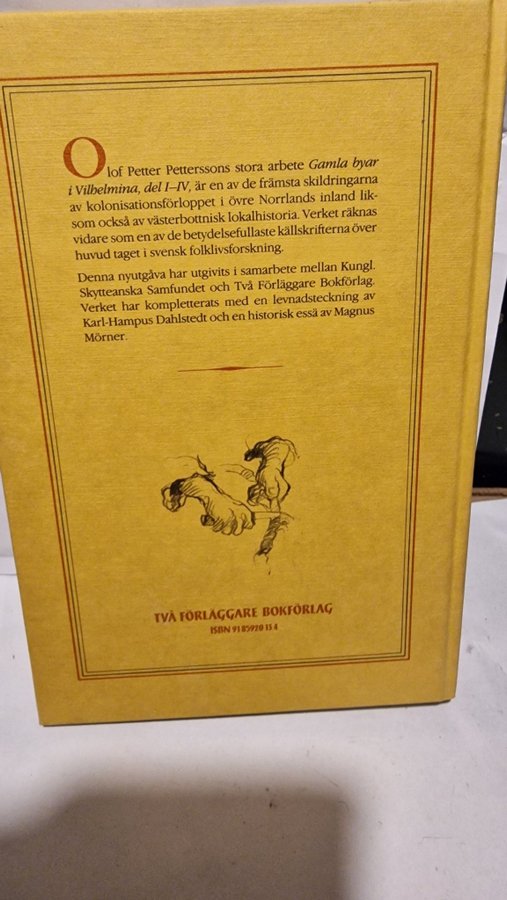 Olof Petter Petterssons stora arbete Gamla byar
i Vilhelmina, del I–IV, är en av de främsta skildringarna
av kolonisationsförloppet i övre Norrlands inland lik-
som också av västerbottnisk lokalhistoria. Verket räknas
vidare som en av de betydelsefullaste källskrifterna över
huvud taget i svensk folklivsforskning.
Denna nyutgåva har utgivits i samarbete mellan Kungl.
Skytteanska Samfundet och Två Förläggare Bokförlag.
Verket har kompletterats med en levnadsteckning av
Karl-Hampus Dahlstedt och en historisk essä av Magnus
Mörner.
TVÅ FÖRLÄGGARE BOKFÖRLAG
ISBN 91 85920 13 4